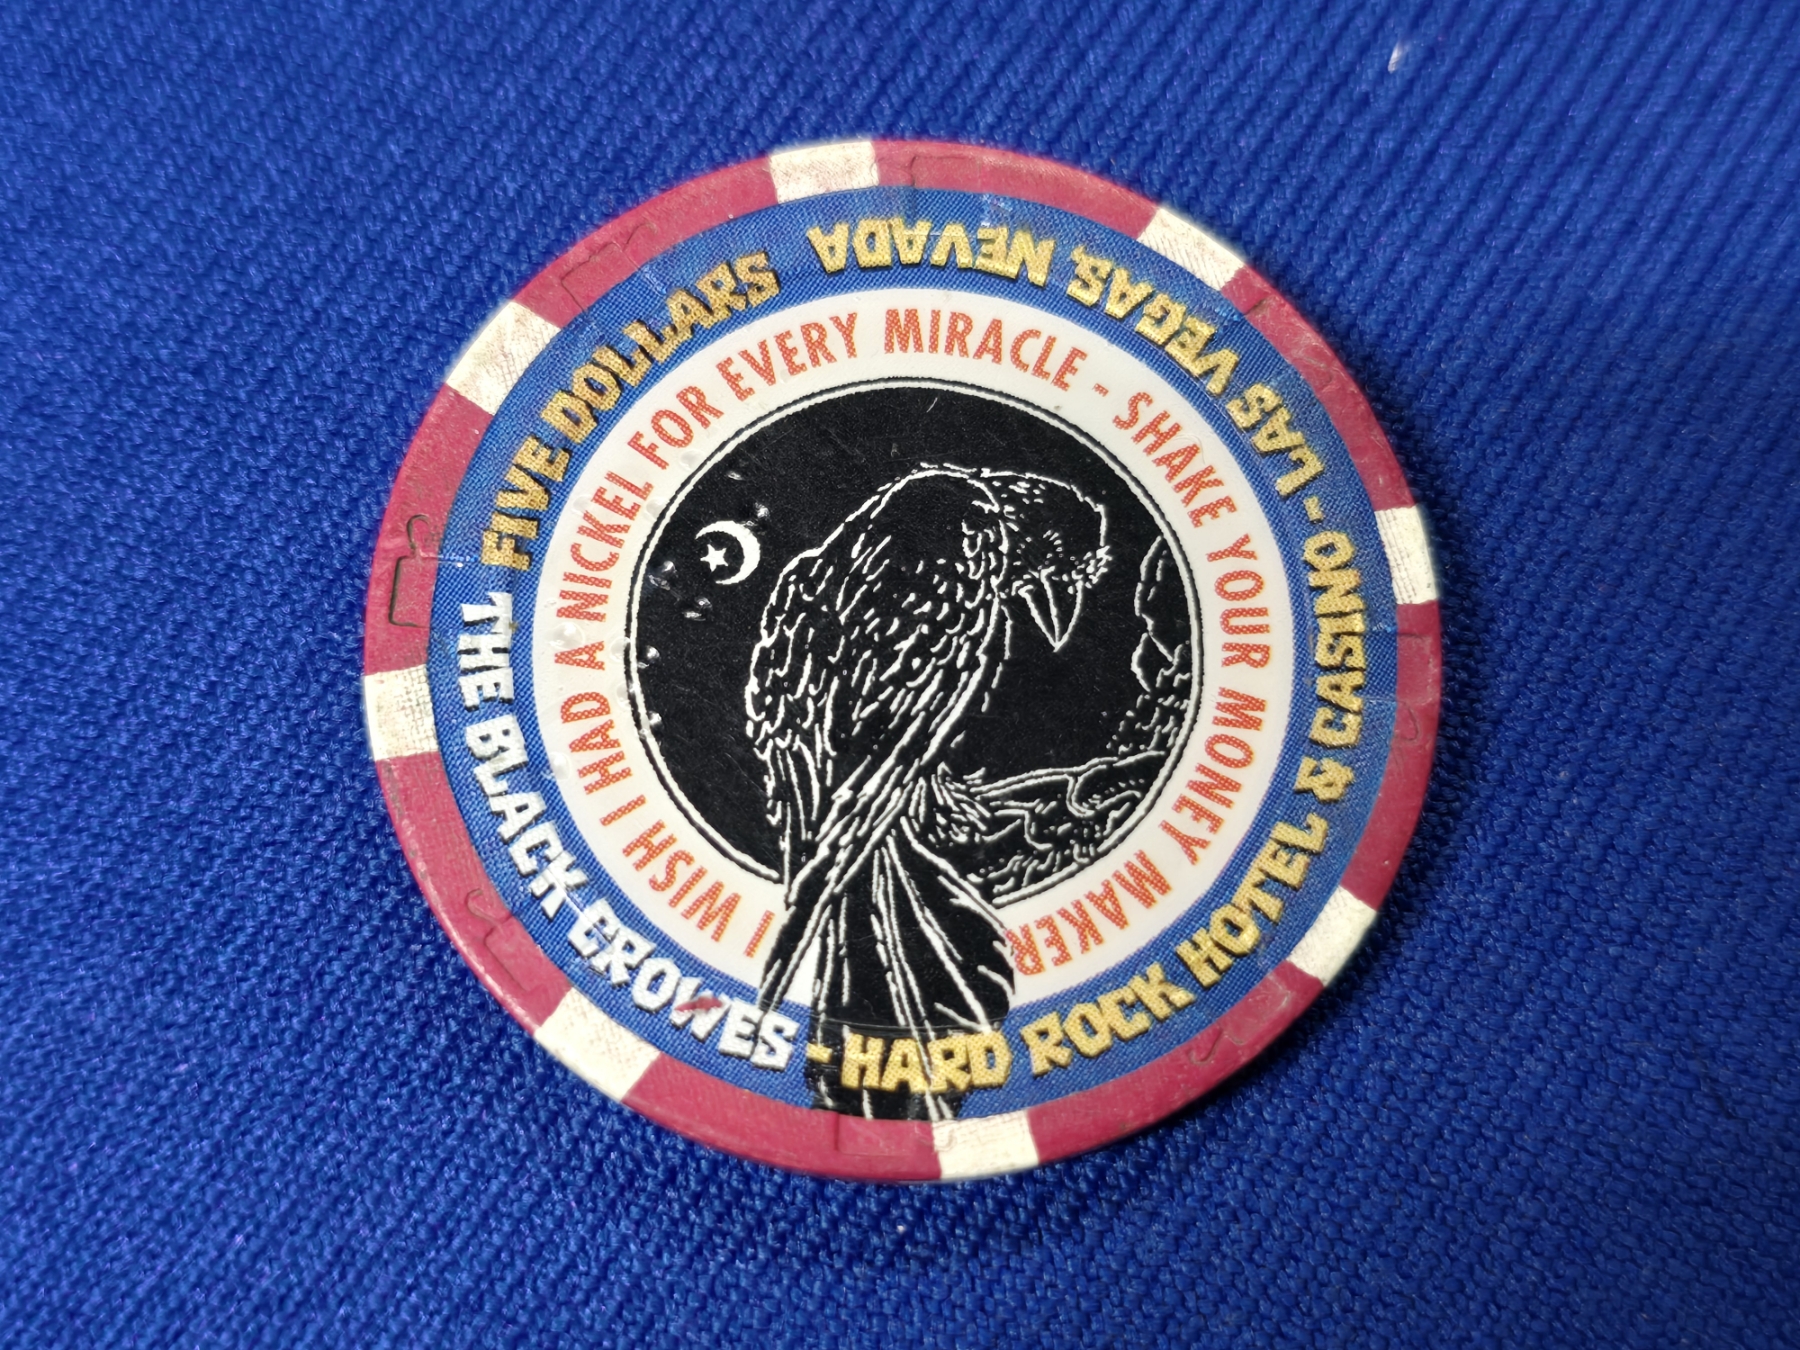 FIVE DOLLARS
THE BLACK CROWES - HARD ROCK HOTEL & CASINO - LAS VEGAS, NEVADA
I WISH I HAD A NICKEL FOR EVERY MIRACLE - SHAKE YOUR MONEY MAKER